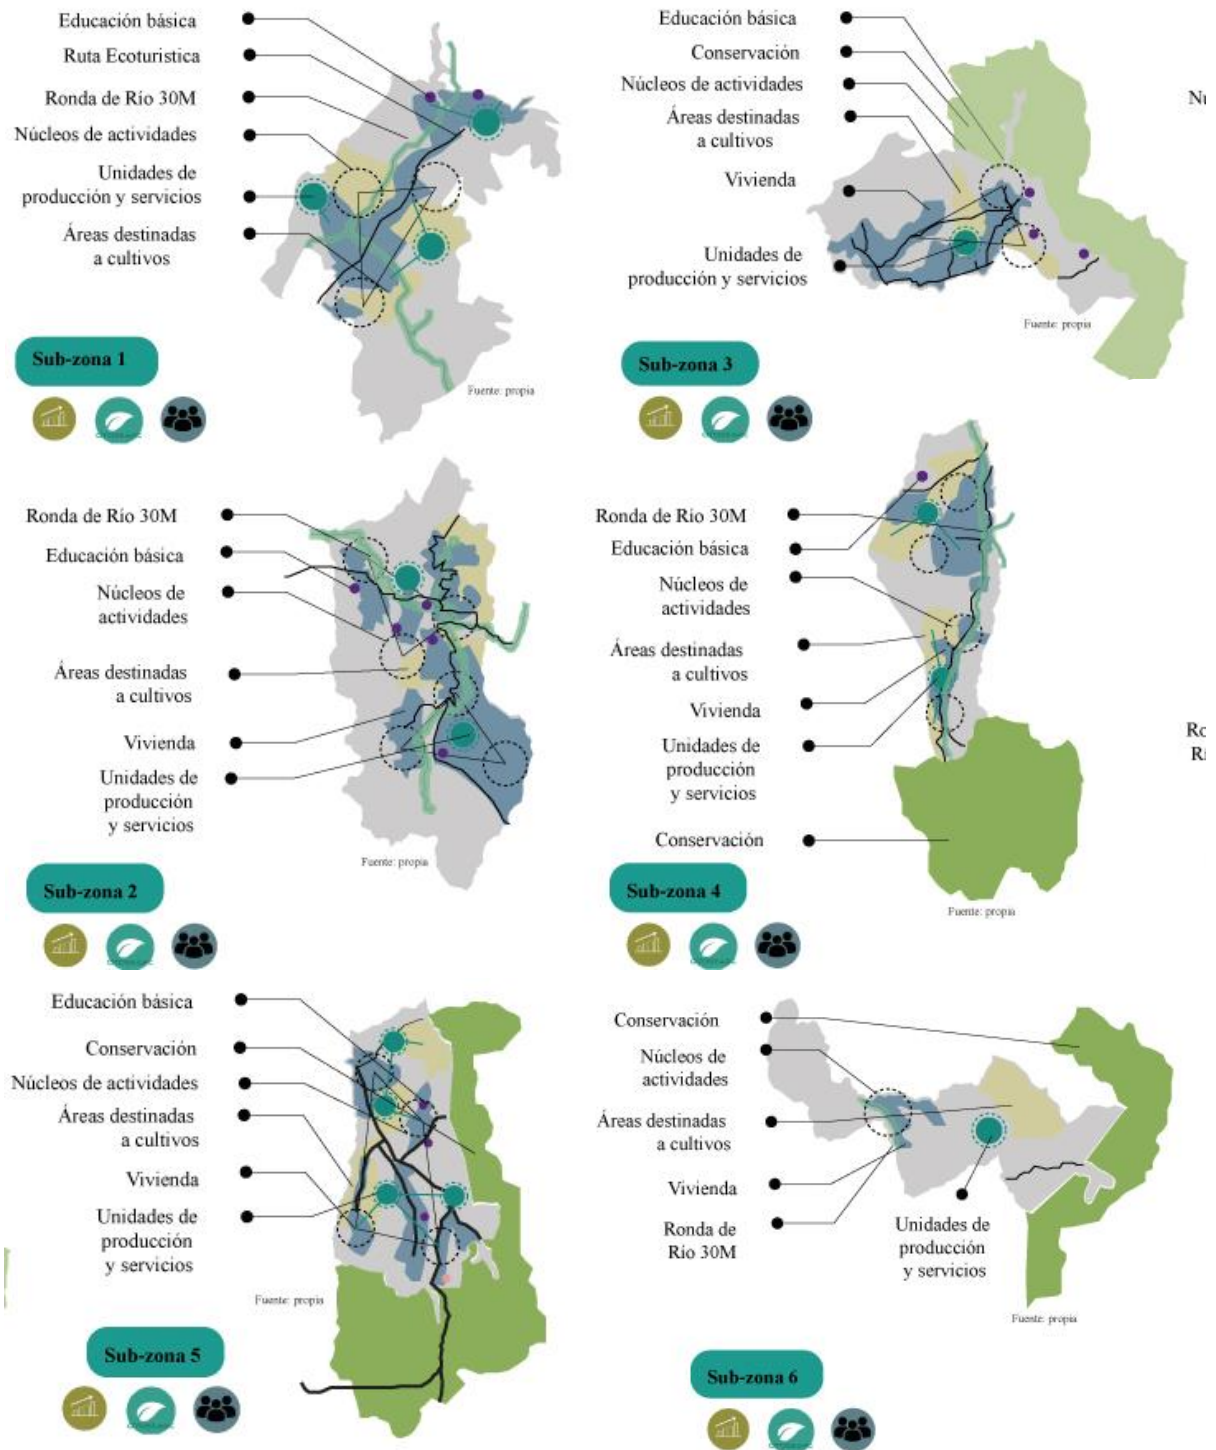 Educación básica
Ruta Ecoturistica
Ronda de Río 30M
Núcleos de actividades
Unidades de
producción y servicios
Áreas destinadas
a cultivos
Fuente: propia
Sub-zona 1
Educación básica
Conservación
Núcleos de actividades
Áreas destinadas
a cultivos
Vivienda
Unidades de
producción y servicios
Fuente: propia
Sub-zona 3
Ronda de Río 30M
Educación básica
Núcleos de
actividades
Áreas destinadas
a cultivos
Vivienda
Unidades de
producción
y servicios
Fuente: propia
Sub-zona 2
Ronda de Río 30M
Educación básica
Núcleos de
actividades
Áreas destinadas
a cultivos
Vivienda
Unidades de
producción
y servicios
Conservación
Fuente: propia
Sub-zona 4
Educación básica
Conservación
Núcleos de actividades
Áreas destinadas
a cultivos
Vivienda
Unidades de
producción
y servicios
Fuente: propia
Sub-zona 5
Conservación
Núcleos de
actividades
Áreas destinadas
a cultivos
Vivienda
Ronda de
Río 30M
Unidades de
producción
y servicios
Fuente: propia
Sub-zona 6